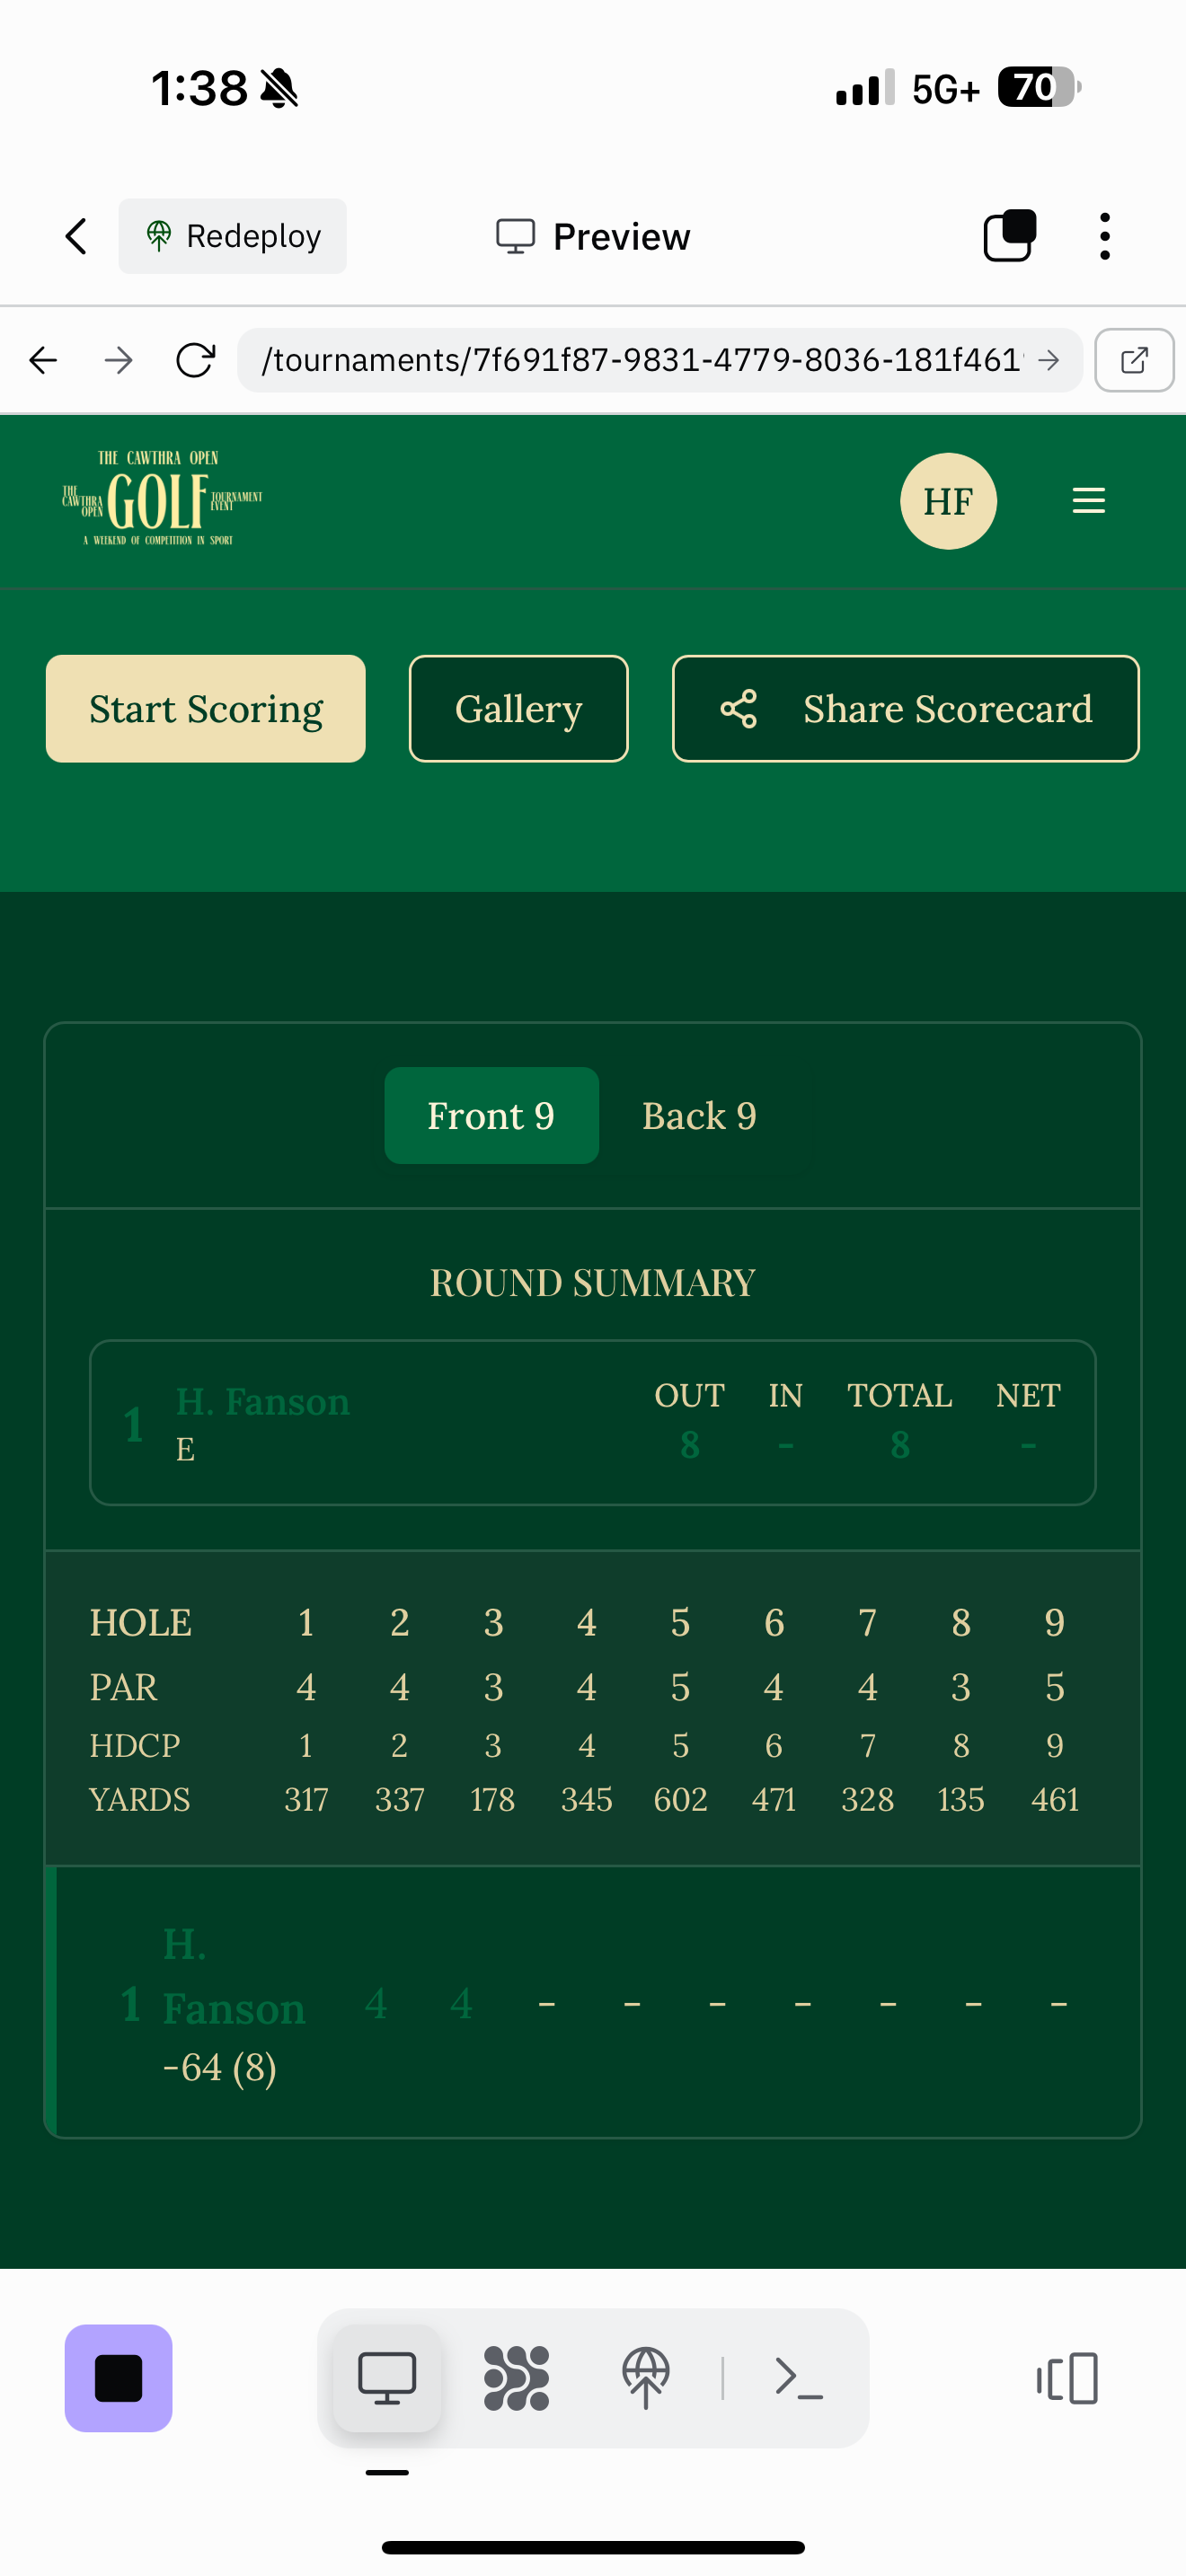 1:38
5G+ 70
Redeploy
Preview
/tournaments/7f691f87-9831-4779-8036-181f461
THE CAWTHRA OPEN
THE CAWTHRA OPEN
GOLF
TOURNAMENT EVENT
A WEEKEND OF COMPETITION IN SPORT
HF
Start Scoring
Gallery
Share Scorecard
Front 9
Back 9
ROUND SUMMARY
1 H. Fanson
E
OUT IN TOTAL NET
8 - 8 -
HOLE 1 2 3 4 5 6 7 8 9
PAR 4 4 3 4 5 4 4 3 5
HDCP 1 2 3 4 5 6 7 8 9
YARDS 317 337 178 345 602 471 328 135 461
H.
1 Fanson 4 4 - - - - - - -
-64 (8)